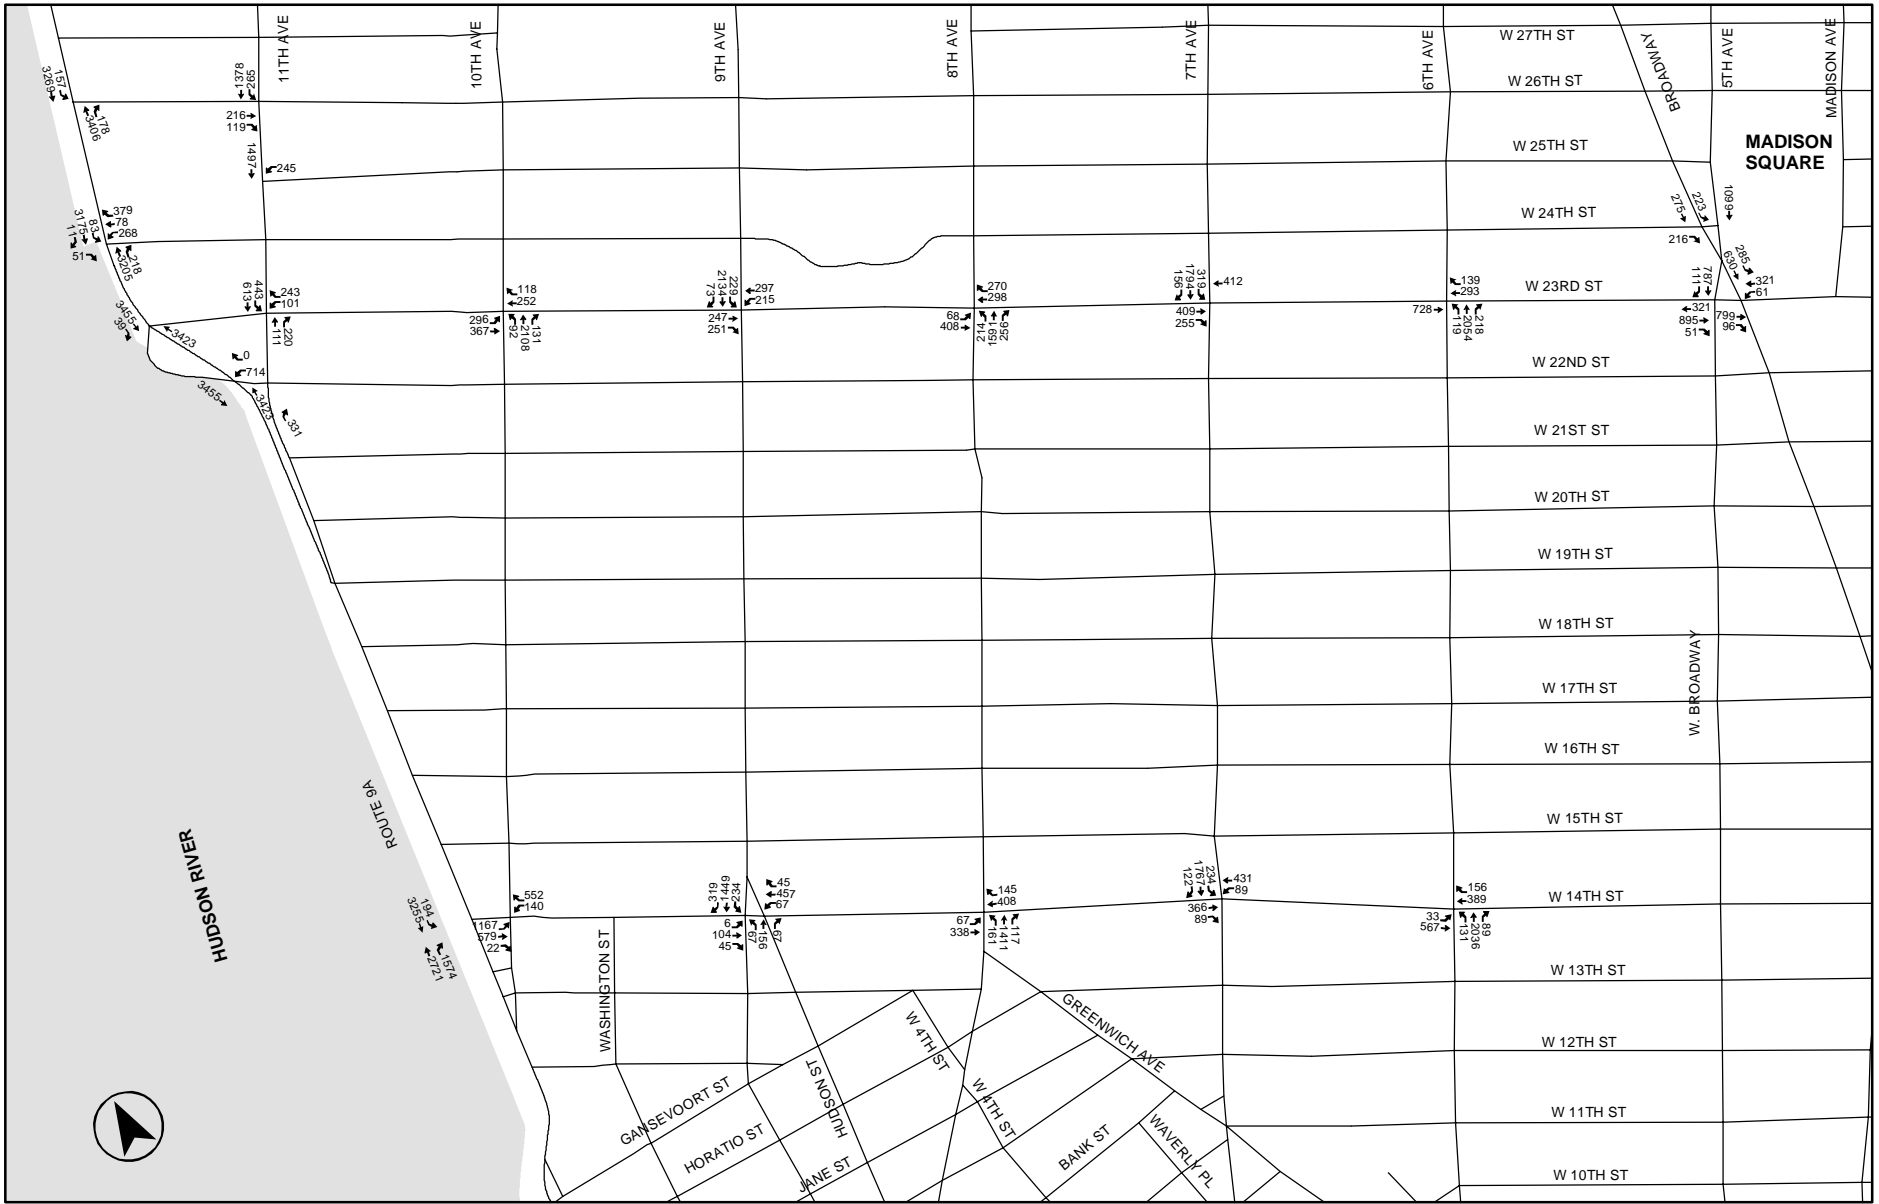 11TH AVE
10TH AVE
9TH AVE
8TH AVE
7TH AVE
6TH AVE
BROADWAY
5TH AVE
MADISON AVE
W 27TH ST
W 26TH ST
W 25TH ST
MADISON
SQUARE
W 24TH ST
W 23RD ST
W 22ND ST
W 21ST ST
W 20TH ST
W 19TH ST
W 18TH ST
W 17TH ST
W 16TH ST
W 15TH ST
W 14TH ST
W 13TH ST
W 12TH ST
W 11TH ST
W 10TH ST
W. BROADWAY
ROUTE 9A
HUDSON RIVER
WASHINGTON ST
GANSEVOORT ST
HORATIO ST
JANE ST
HUDSON ST
W 4TH ST
W 4TH ST
GREENWICH AVE
BANK ST
WAVERLY PL
157
3269
178
3406
1378
265
216
119
1497
245
379
78
268
3175
83
11
51
218
3205
3455
39
3423
443
613
243
101
111
220
0
714
3455
3423
331
118
252
296
367
92
2108
131
229
2134
73
297
215
247
251
270
298
68
408
214
1591
256
319
1794
156
412
409
255
139
293
728
119
2054
218
275
223
1099
216
285
630
787
111
321
61
321
895
51
799
96
194
3255
1574
2721
552
140
167
579
22
319
1449
234
45
457
67
6
104
45
67
156
67
145
408
67
338
161
1411
117
234
1767
122
431
89
366
89
156
389
33
567
131
2036
89